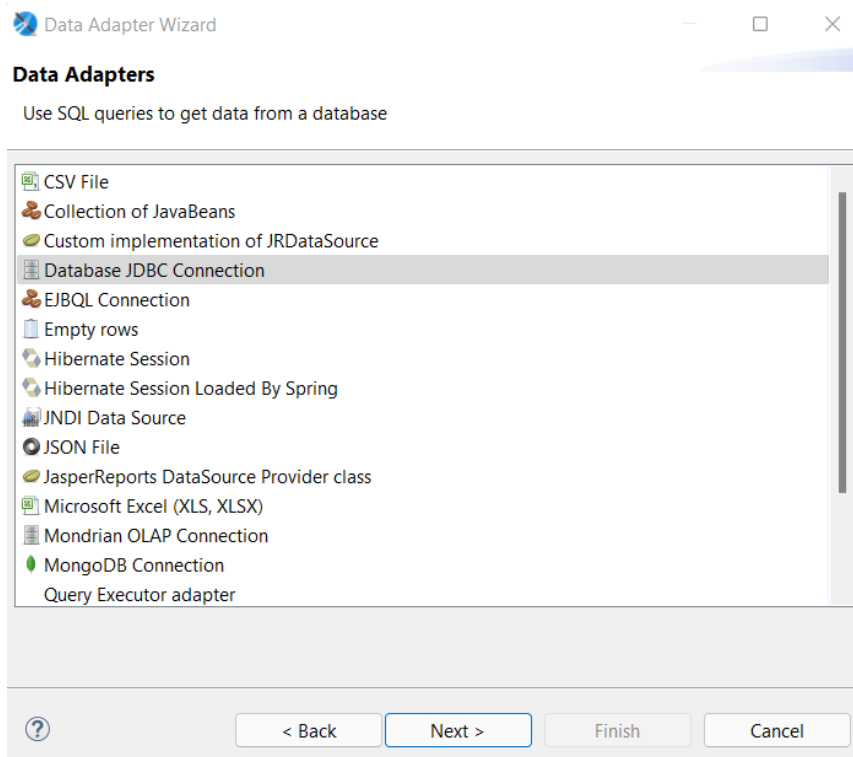 Data Adapter Wizard
Data Adapters
Use SQL queries to get data from a database
CSV File
Collection of JavaBeans
Custom implementation of JRDataSource
Database JDBC Connection
EJBQL Connection
Empty rows
Hibernate Session
Hibernate Session Loaded By Spring
JNDI Data Source
JSON File
JasperReports DataSource Provider class
Microsoft Excel (XLS, XLSX)
Mondrian OLAP Connection
MongoDB Connection
Query Executor adapter
? < Back Next > Finish Cancel